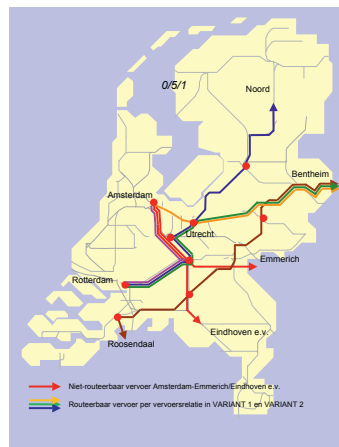 0/5/1
Noord
Bentheim
Amsterdam
Utrecht
Emmerich
Rotterdam
Eindhoven e.v.
Roosendaal
Niet-routeerbaar vervoer Amsterdam-Emmerich/Eindhoven e.v.
Routeerbaar vervoer per vervoersrelatie in VARIANT 1 en VARIANT 2